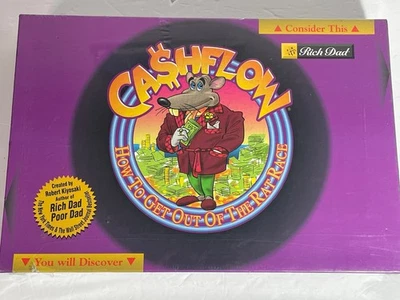 ▲ Consider This ▲
Rich Dad
CA$HFLOW
HOW TO GET OUT OF THE RAT RACE
Created by
Robert Kiyosaki
Author of
Rich Dad
Poor Dad
▼You will Discover▼